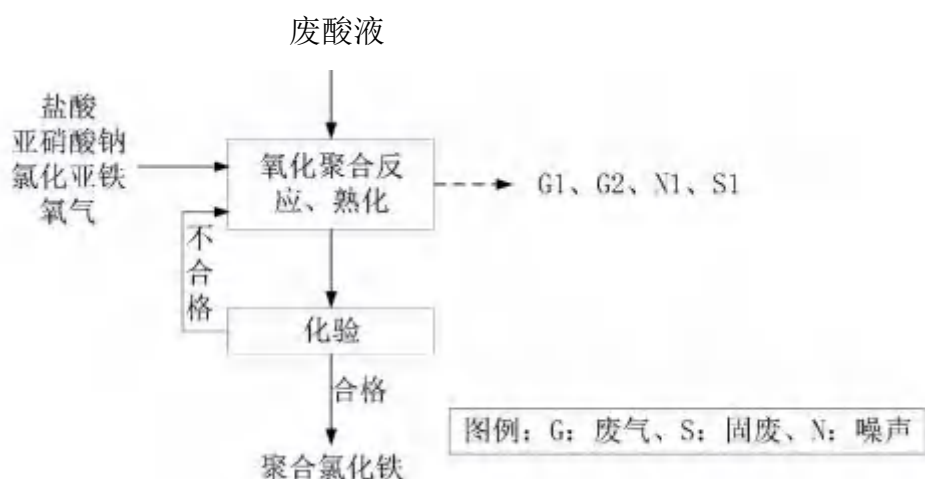 废酸液
盐酸
亚硝酸钠
氯化亚铁
氧气
氧化聚合反
应、熟化
G1、G2、N1、S1
不
合
格
化验
合格
聚合氯化铁
图例：G：废气、S：固废、N：噪声